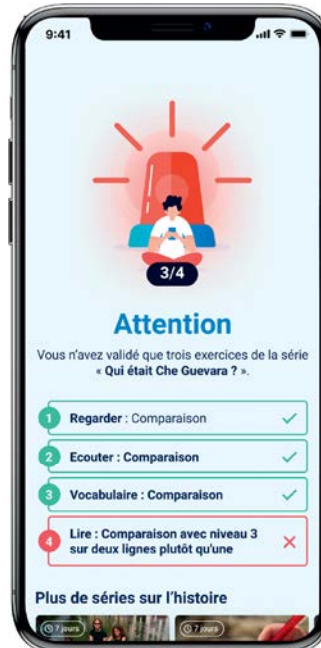 9:41
3/4
Attention
Vous n'avez validé que trois exercices de la série
« Qui était Che Guevara ? ».
1 Regarder : Comparaison
2 Ecouter : Comparaison
3 Vocabulaire : Comparaison
4 Lire : Comparaison avec niveau 3
sur deux lignes plutôt qu'une
Plus de séries sur l'histoire
7 jours 7 jours